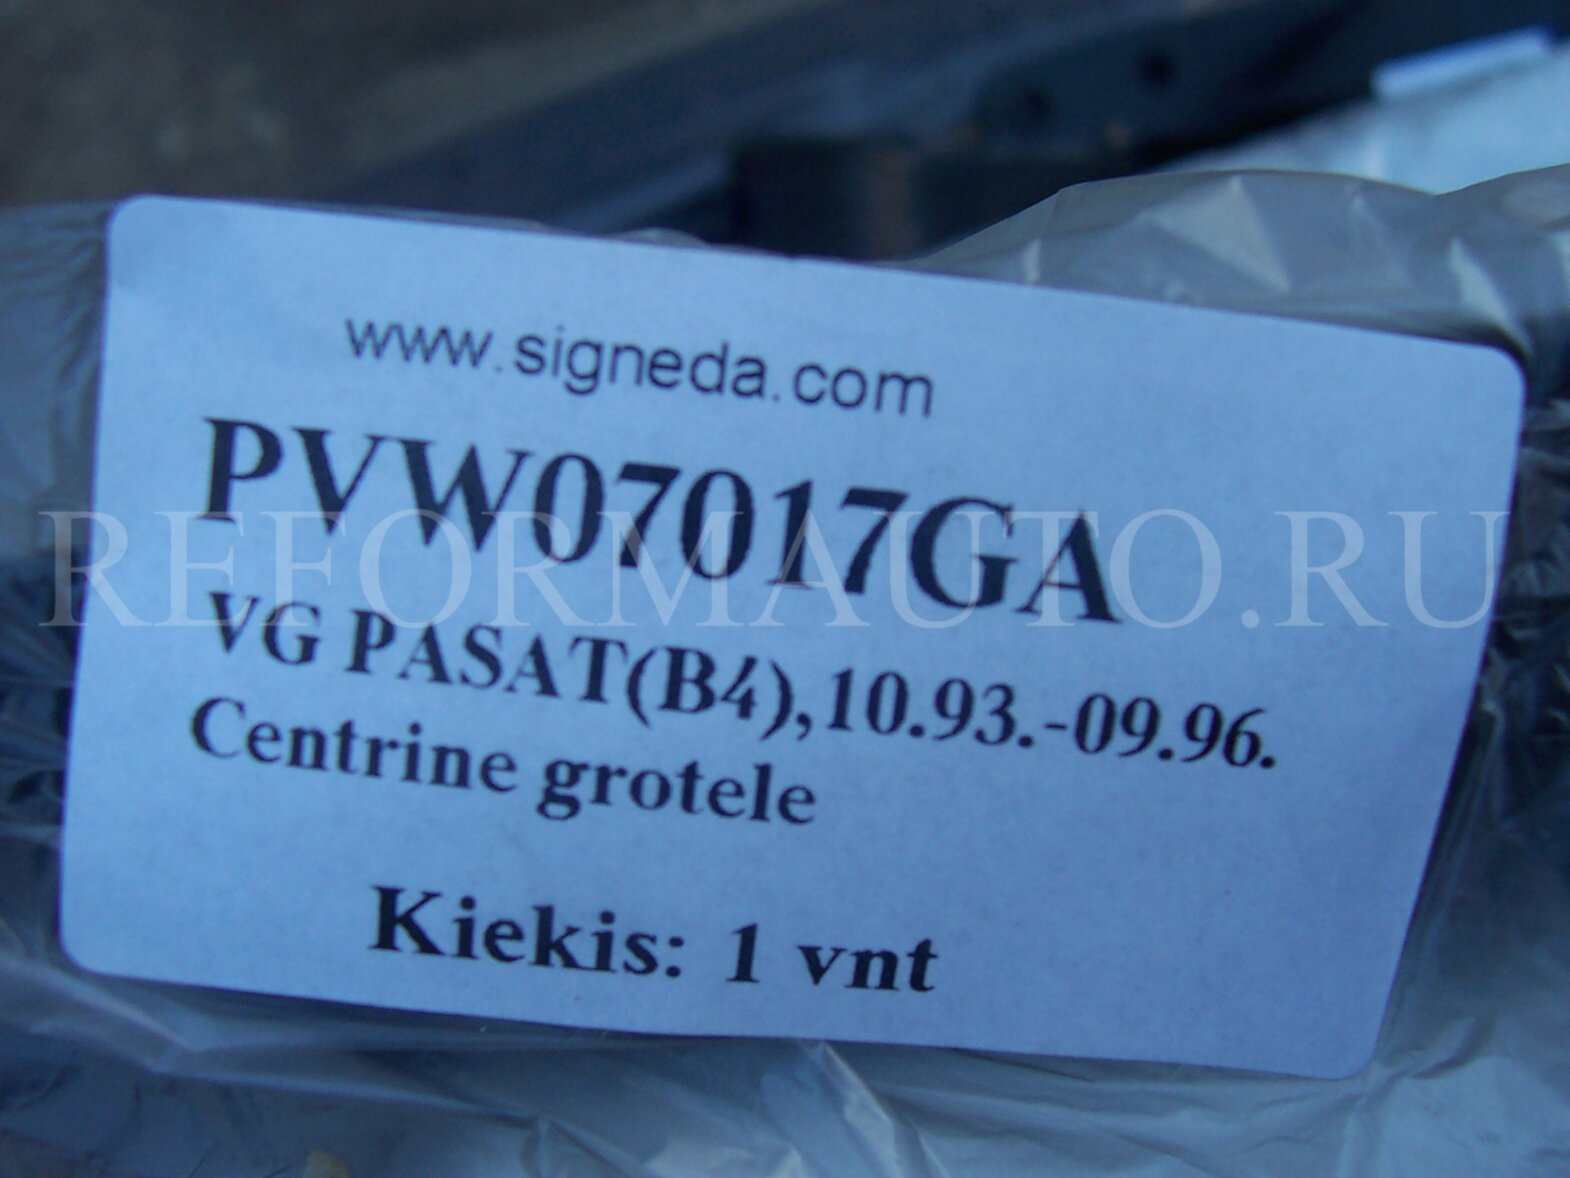 www.signeda.com
PVW07017GA
REFORMAUTO.RU
VG PASAT(B4),10.93.-09.96.
Centrine grotele
Kiekis: 1 vnt